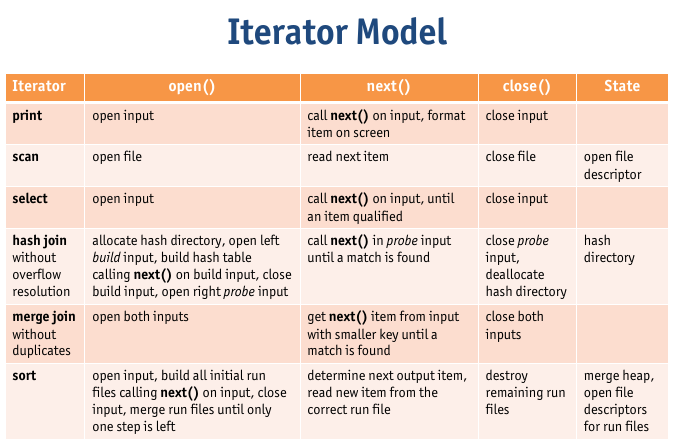 Iterator Model
Iterator open() next() close() State
print
open input
call next() on input, format
item on screen
close input
scan
open file
read next item
close file
open file
descriptor
select
open input
call next() on input, until
an item qualified
close input
hash join
without
overflow
resolution
allocate hash directory, open left
build input, build hash table
calling next() on build input, close
build input, open right probe input
call next() in probe input
until a match is found
close probe
input,
deallocate
hash directory
hash
directory
merge join
without
duplicates
open both inputs
get next() item from input
with smaller key until a
match is found
close both
inputs
sort
open input, build all initial run
files calling next() on input, close
input, merge run files until only
one step is left
determine next output item,
read new item from the
correct run file
destroy
remaining run
files
merge heap,
open file
descriptors
for run files